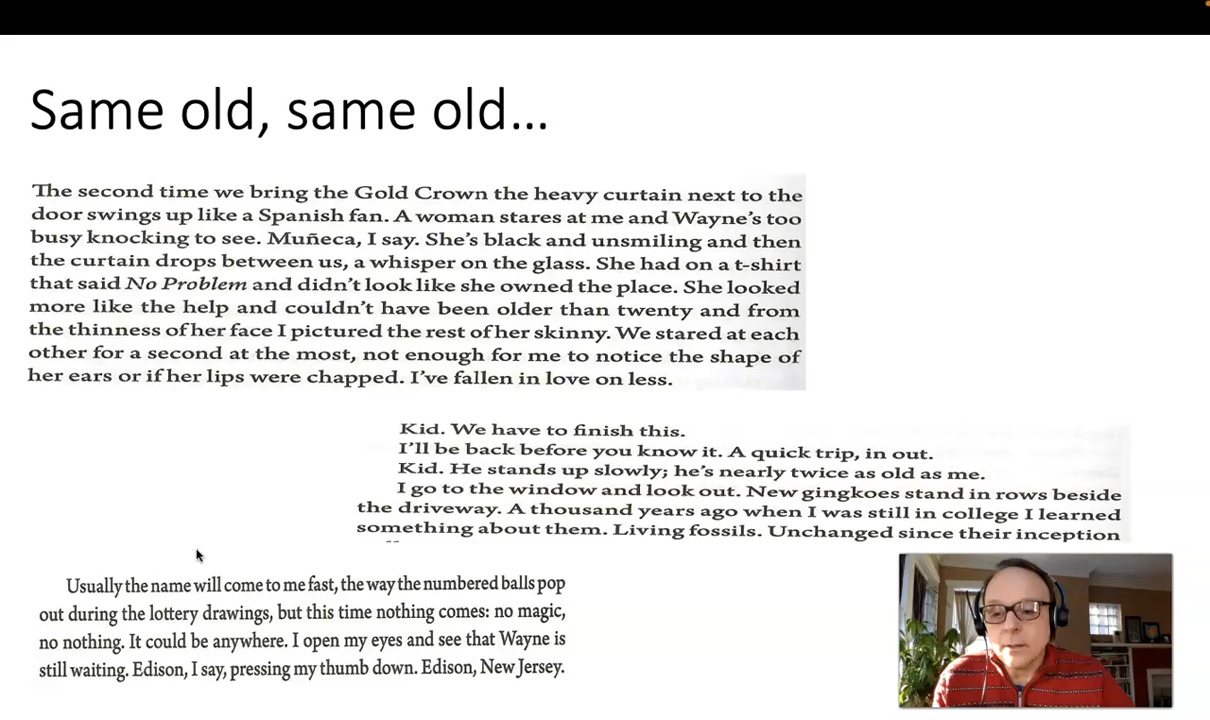 Same old, same old...
The second time we bring the Gold Crown the heavy curtain next to the
door swings up like a Spanish fan. A woman stares at me and Wayne's too
busy knocking to see. Muñeca, I say. She's black and unsmiling and then
the curtain drops between us, a whisper on the glass. She had on a t-shirt
that said No Problem and didn't look like she owned the place. She looked
more like the help and couldn't have been older than twenty and from
the thinness of her face I pictured the rest of her skinny. We stared at each
other for a second at the most, not enough for me to notice the shape of
her ears or if her lips were chapped. I've fallen in love on less.
Kid. We have to finish this.
I'll be back before you know it. A quick trip, in out.
Kid. He stands up slowly; he's nearly twice as old as me.
I go to the window and look out. New gingkoes stand in rows beside
the driveway. A thousand years ago when I was still in college I learned
something about them. Living fossils. Unchanged since their inception
Usually the name will come to me fast, the way the numbered balls pop
out during the lottery drawings, but this time nothing comes: no magic,
no nothing. It could be anywhere. I open my eyes and see that Wayne is
still waiting. Edison, I say, pressing my thumb down. Edison, New Jersey.